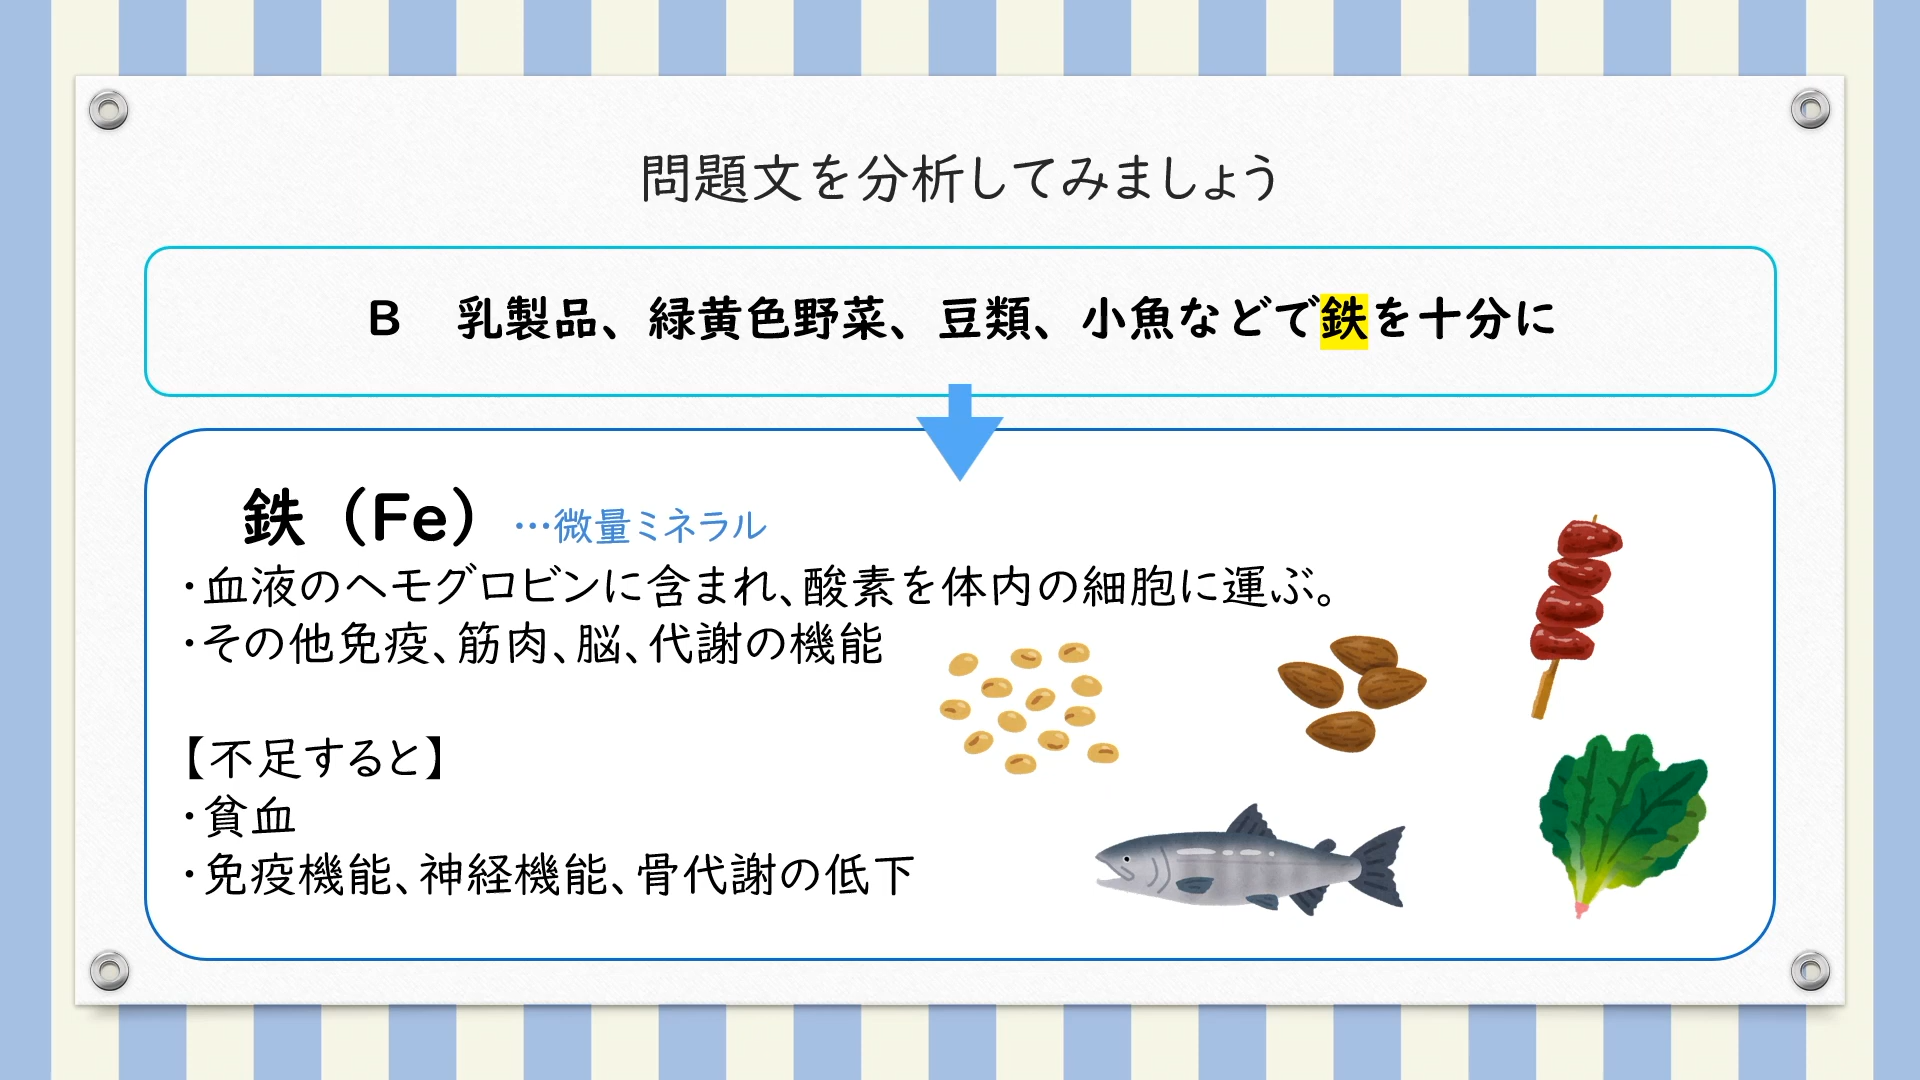 問題文を分析してみましょう
B 乳製品、緑黄色野菜、豆類、小魚などで鉄を十分に
鉄（Fe）…微量ミネラル
・血液のヘモグロビンに含まれ、酸素を体内の細胞に運ぶ。
・その他免疫、筋肉、脳、代謝の機能
【不足すると】
・貧血
・免疫機能、神経機能、骨代謝の低下